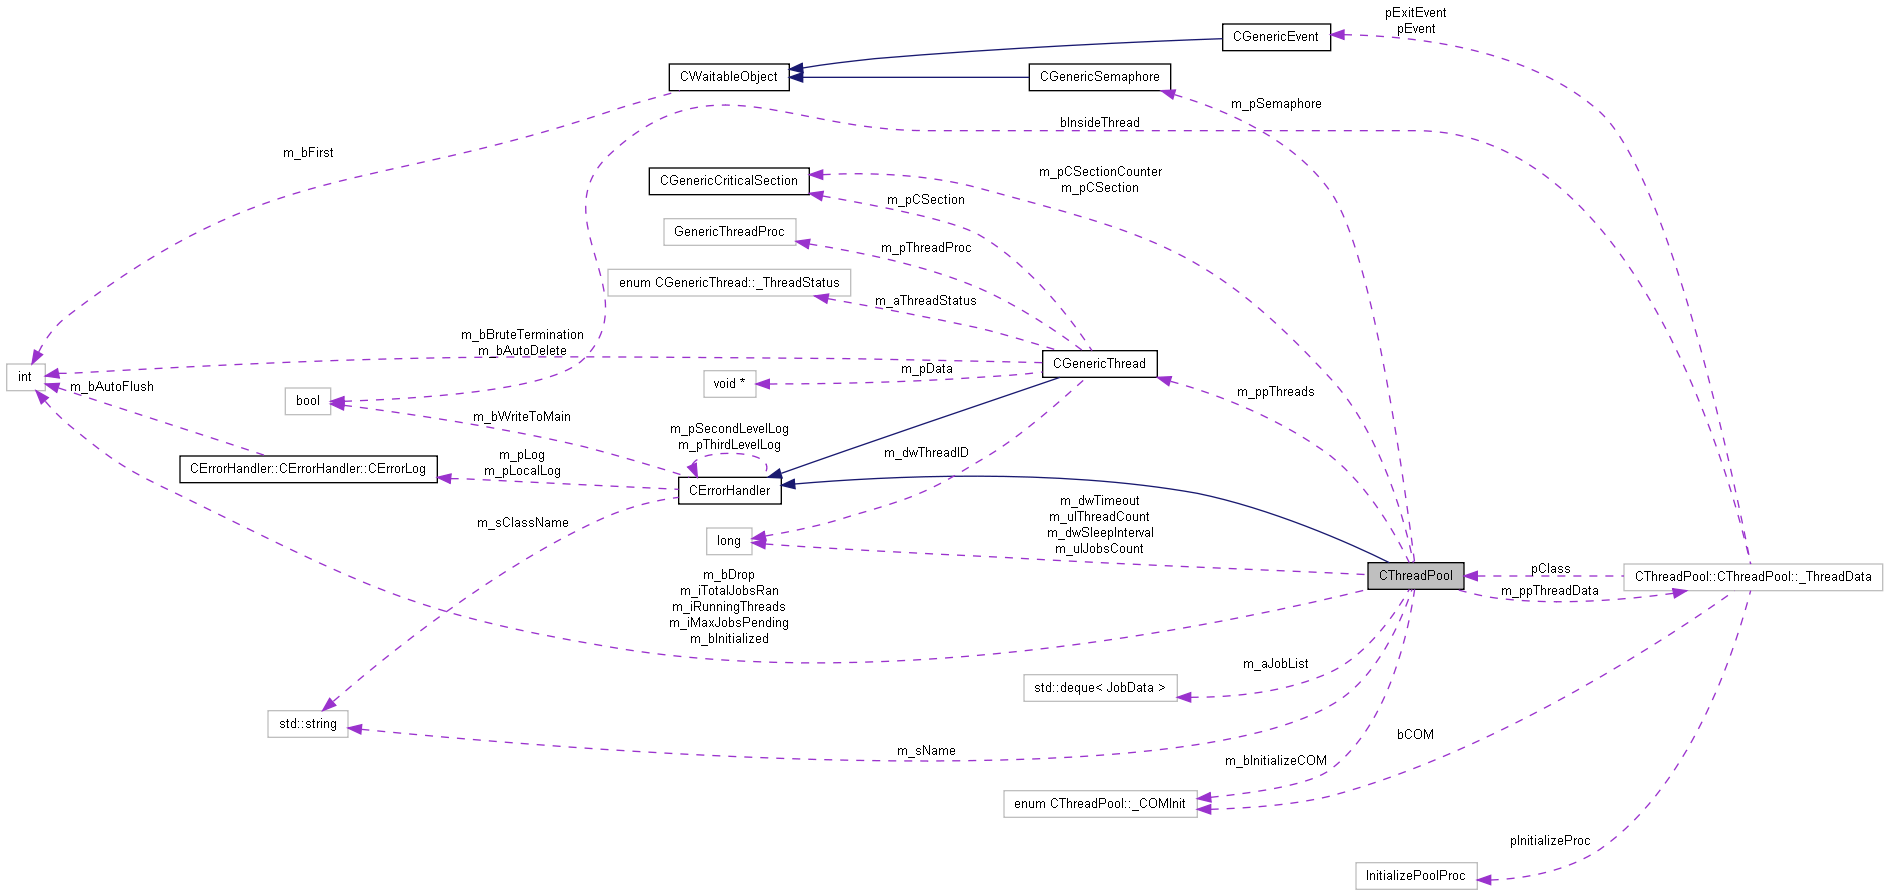 pExitEvent
pEvent
CGenericEvent
CWaitableObject
CGenericSemaphore
m_pSemaphore
bInsideThread
m_bFirst
CGenericCriticalSection
m_pCSectionCounter
m_pCSection
m_pCSection
GenericThreadProc
m_pThreadProc
enum CGenericThread::_ThreadStatus
m_aThreadStatus
m_bBruteTermination
m_bAutoDelete
CGenericThread
int
m_bAutoFlush
void *
m_pData
bool
m_ppThreads
m_bWriteToMain
m_pSecondLevelLog
m_pThirdLevelLog
CErrorHandler::CErrorHandler::CErrorLog
m_pLog
m_pLocalLog
m_dwThreadID
CErrorHandler
m_sClassName
long
m_dwTimeout
m_ulThreadCount
m_dwSleepInterval
m_ulJobsCount
CThreadPool
pClass
m_ppThreadData
CThreadPool::CThreadPool::_ThreadData
m_bDrop
m_iTotalJobsRan
m_iRunningThreads
m_iMaxJobsPending
m_bInitialized
m_aJobList
std::deque< JobData >
std::string
m_sName
bCOM
m_bInitializeCOM
enum CThreadPool::_COMInit
pInitializeProc
InitializePoolProc